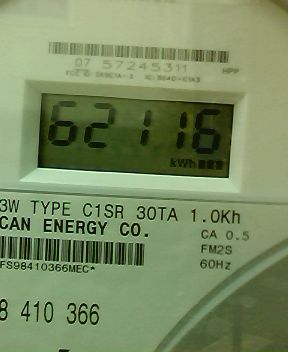 07 57245311
HPP
62116
kWh
3W TYPE C1SR 30TA 1.0Kh
CAN ENERGY CO.
CA 0.5
FM2S
60Hz
FS98410366MEC*
8 410 366